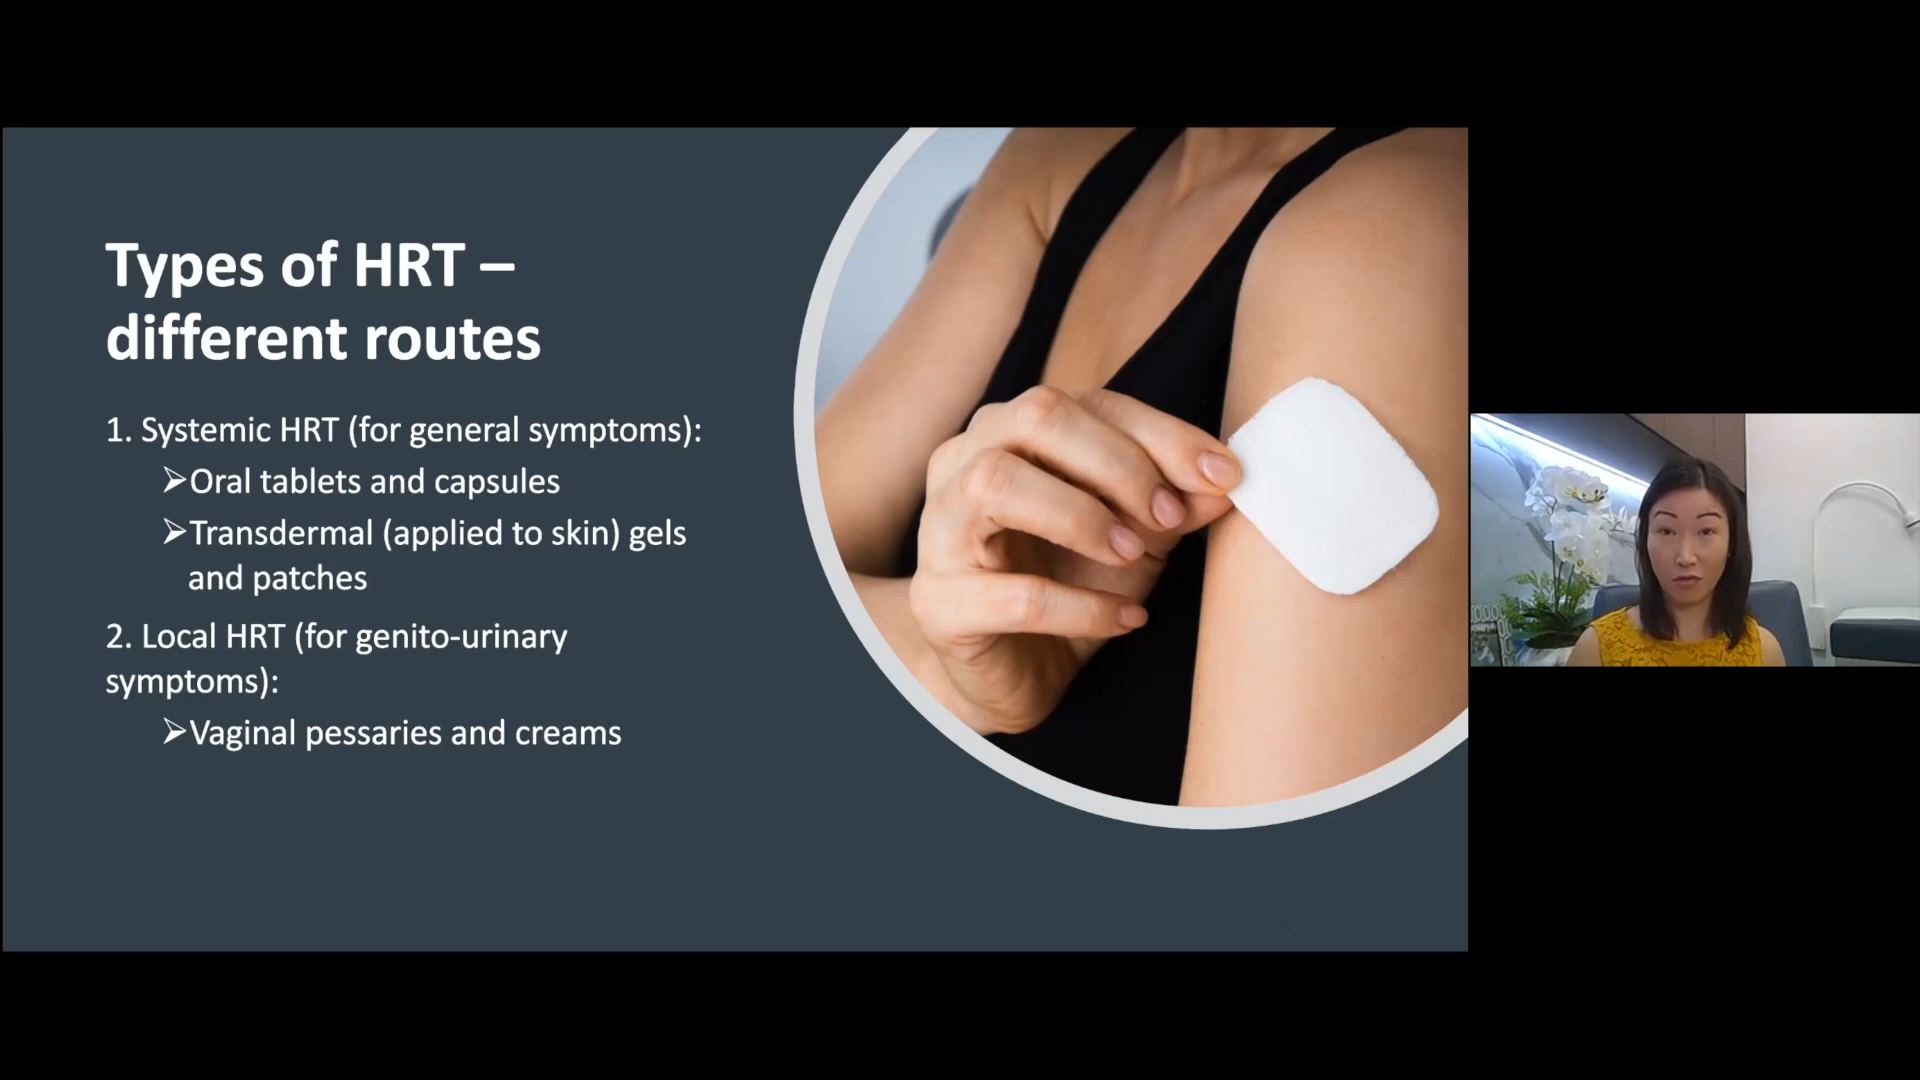 Types of HRT –
different routes
1. Systemic HRT (for general symptoms):
➢Oral tablets and capsules
➢Transdermal (applied to skin) gels
and patches
2. Local HRT (for genito-urinary
symptoms):
➢Vaginal pessaries and creams